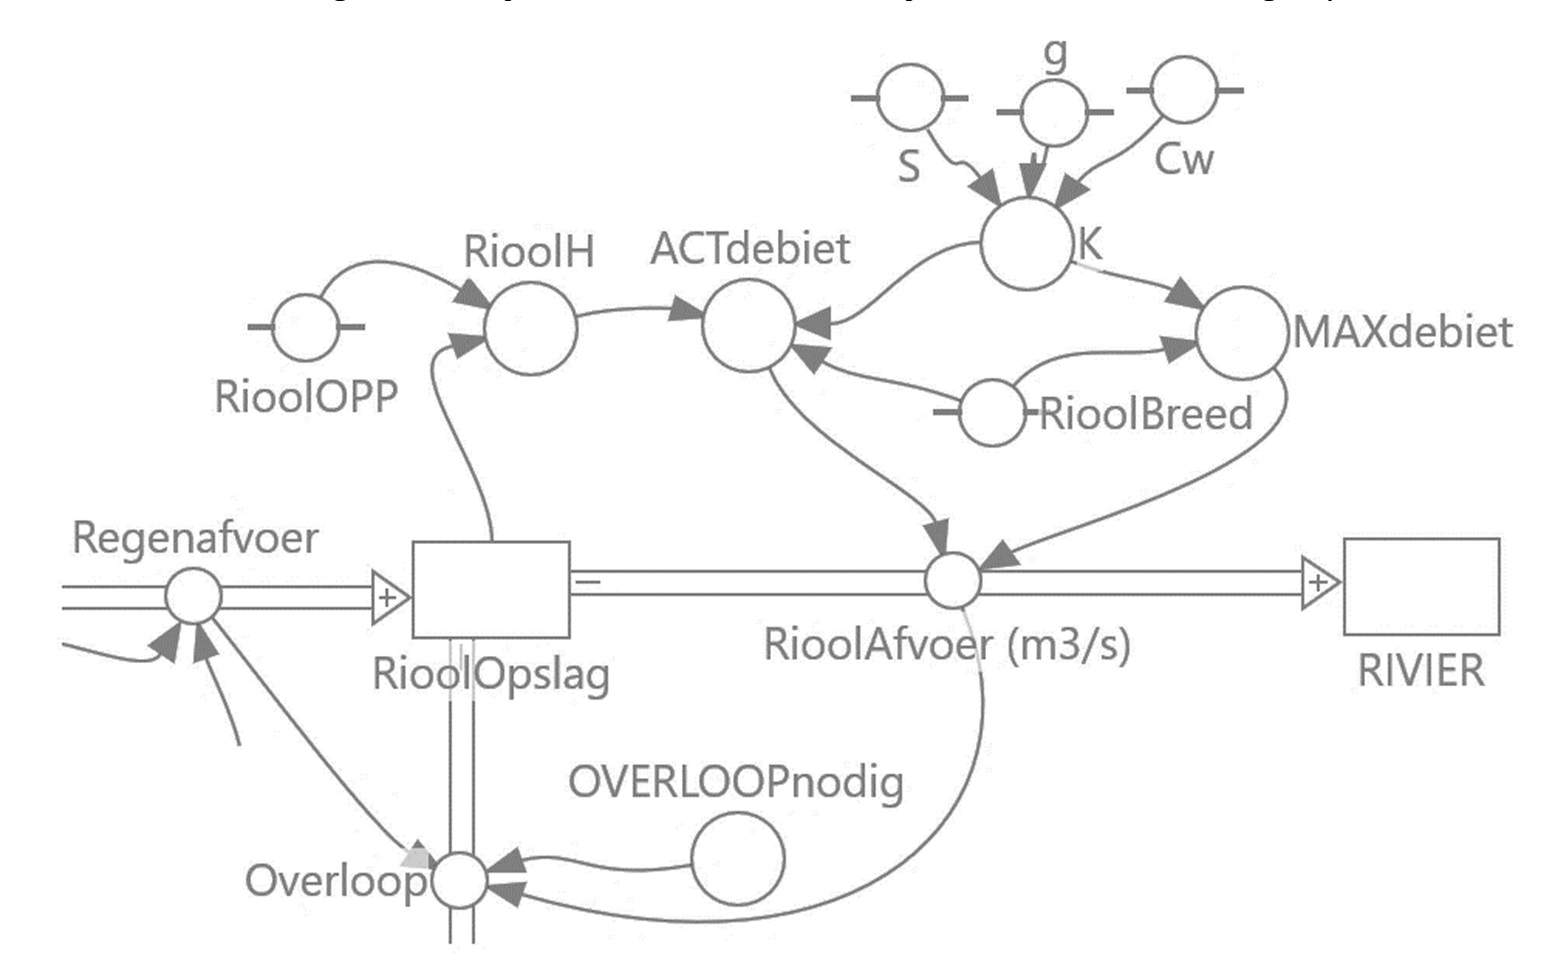 g
S
Cw
K
RioolH
ACTdebiet
MAXdebiet
RioolOPP
RioolBreed
Regenafvoer
+
−
+
RioolAfvoer (m3/s)
RIVIER
RioolOpslag
OVERLOOPnodig
Overloop